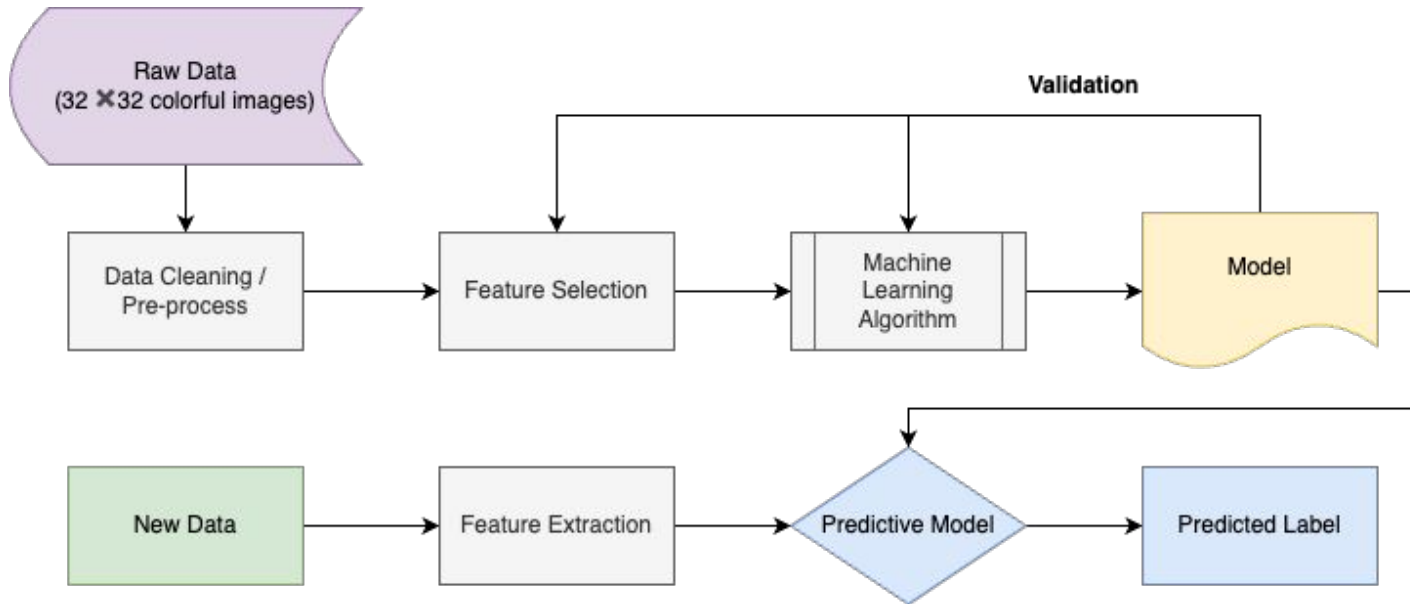 Raw Data
(32 ✖32 colorful images)
Validation
Data Cleaning /
Pre-process
Feature Selection
Machine
Learning
Algorithm
Model
New Data
Feature Extraction
Predictive Model
Predicted Label